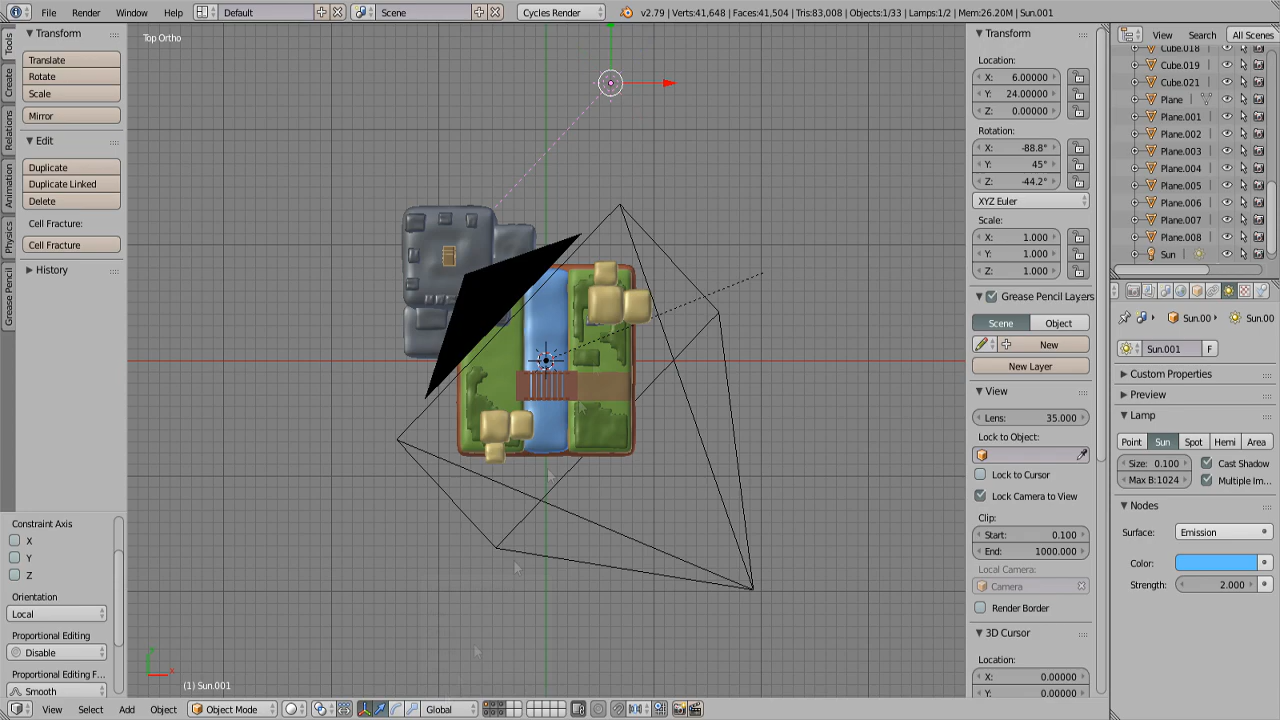 File Render Window Help Default Scene Cycles Render v2.79 | Verts:41,648 | Faces:41,504 | Tris:83,008 | Objects:1/33 | Lamps:1/2 | Mem:26.20M | Sun.001
Tools
Create
Relations
Animation
Physics
Grease Pencil
Transform
Translate
Rotate
Scale
Mirror
Edit
Duplicate
Duplicate Linked
Delete
Cell Fracture:
Cell Fracture
History
Constraint Axis
X
Y
Z
Orientation
Local
Proportional Editing
Disable
Proportional Editing F...
Smooth
Top Ortho
(1) Sun.001
Transform
Location:
X: 6.00000
Y: 24.00000
Z: 0.00000
Rotation:
X: -88.8°
Y: 45°
Z: -44.2°
XYZ Euler
Scale:
X: 1.000
Y: 1.000
Z: 1.000
Grease Pencil Layers
Scene Object
New
New Layer
View
Lens: 35.000
Lock to Object:
Lock to Cursor
Lock Camera to View
Clip:
Start: 0.100
End: 1000.000
Local Camera:
Camera
Render Border
3D Cursor
Location:
X: 0.00000
Y: 0.00000
View Search All Scenes
Cube.018
Cube.019
Cube.021
Plane
Plane.001
Plane.002
Plane.003
Plane.004
Plane.005
Plane.006
Plane.007
Plane.008
Sun
Sun.00 Sun.00
Sun.001 F
Custom Properties
Preview
Lamp
Point Sun Spot Hemi Area
Size: 0.100 Cast Shadow
Max B:1024 Multiple Im...
Nodes
Surface: Emission
Color:
Strength: 2.000
View Select Add Object Object Mode Global